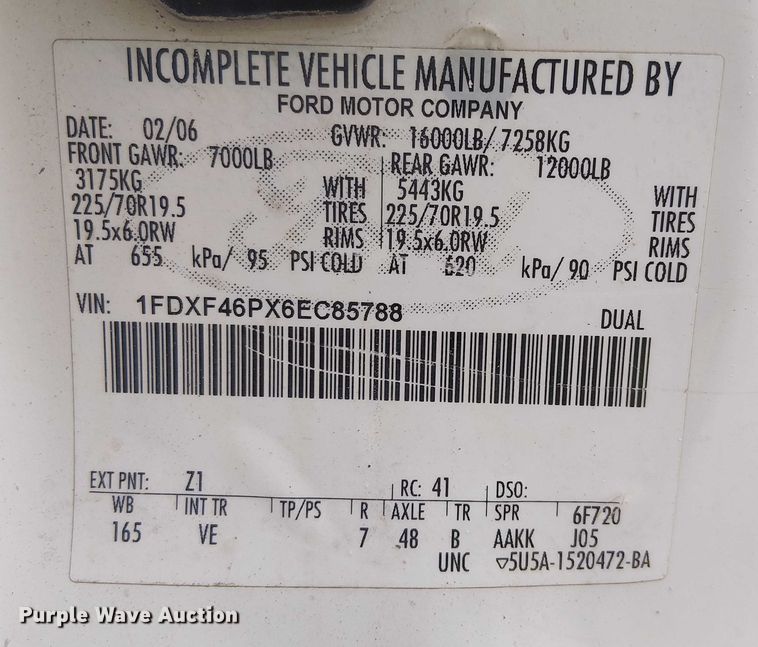 INCOMPLETE VEHICLE MANUFACTURED BY
FORD MOTOR COMPANY
DATE: 02/06 GVWR: 16000LB/ 7258KG
FRONT GAWR: 7000LB REAR GAWR: 12000LB
3175KG WITH 5443KG WITH
225/70R19.5 TIRES 225/70R19.5 TIRES
19.5x6.0RW RIMS 19.5x6.0RW RIMS
AT 655 kPa/ 95 PSI COLD AT 620 kPa/ 90 PSI COLD
VIN: 1FDXF46PX6EC85788 DUAL
EXT PNT: Z1 RC: 41 DSO:
WB INT TR TP/PS R AXLE TR SPR 6F720
165 VE 7 48 B AAKK J05
UNC ▽5U5A-1520472-BA
Purple Wave Auction